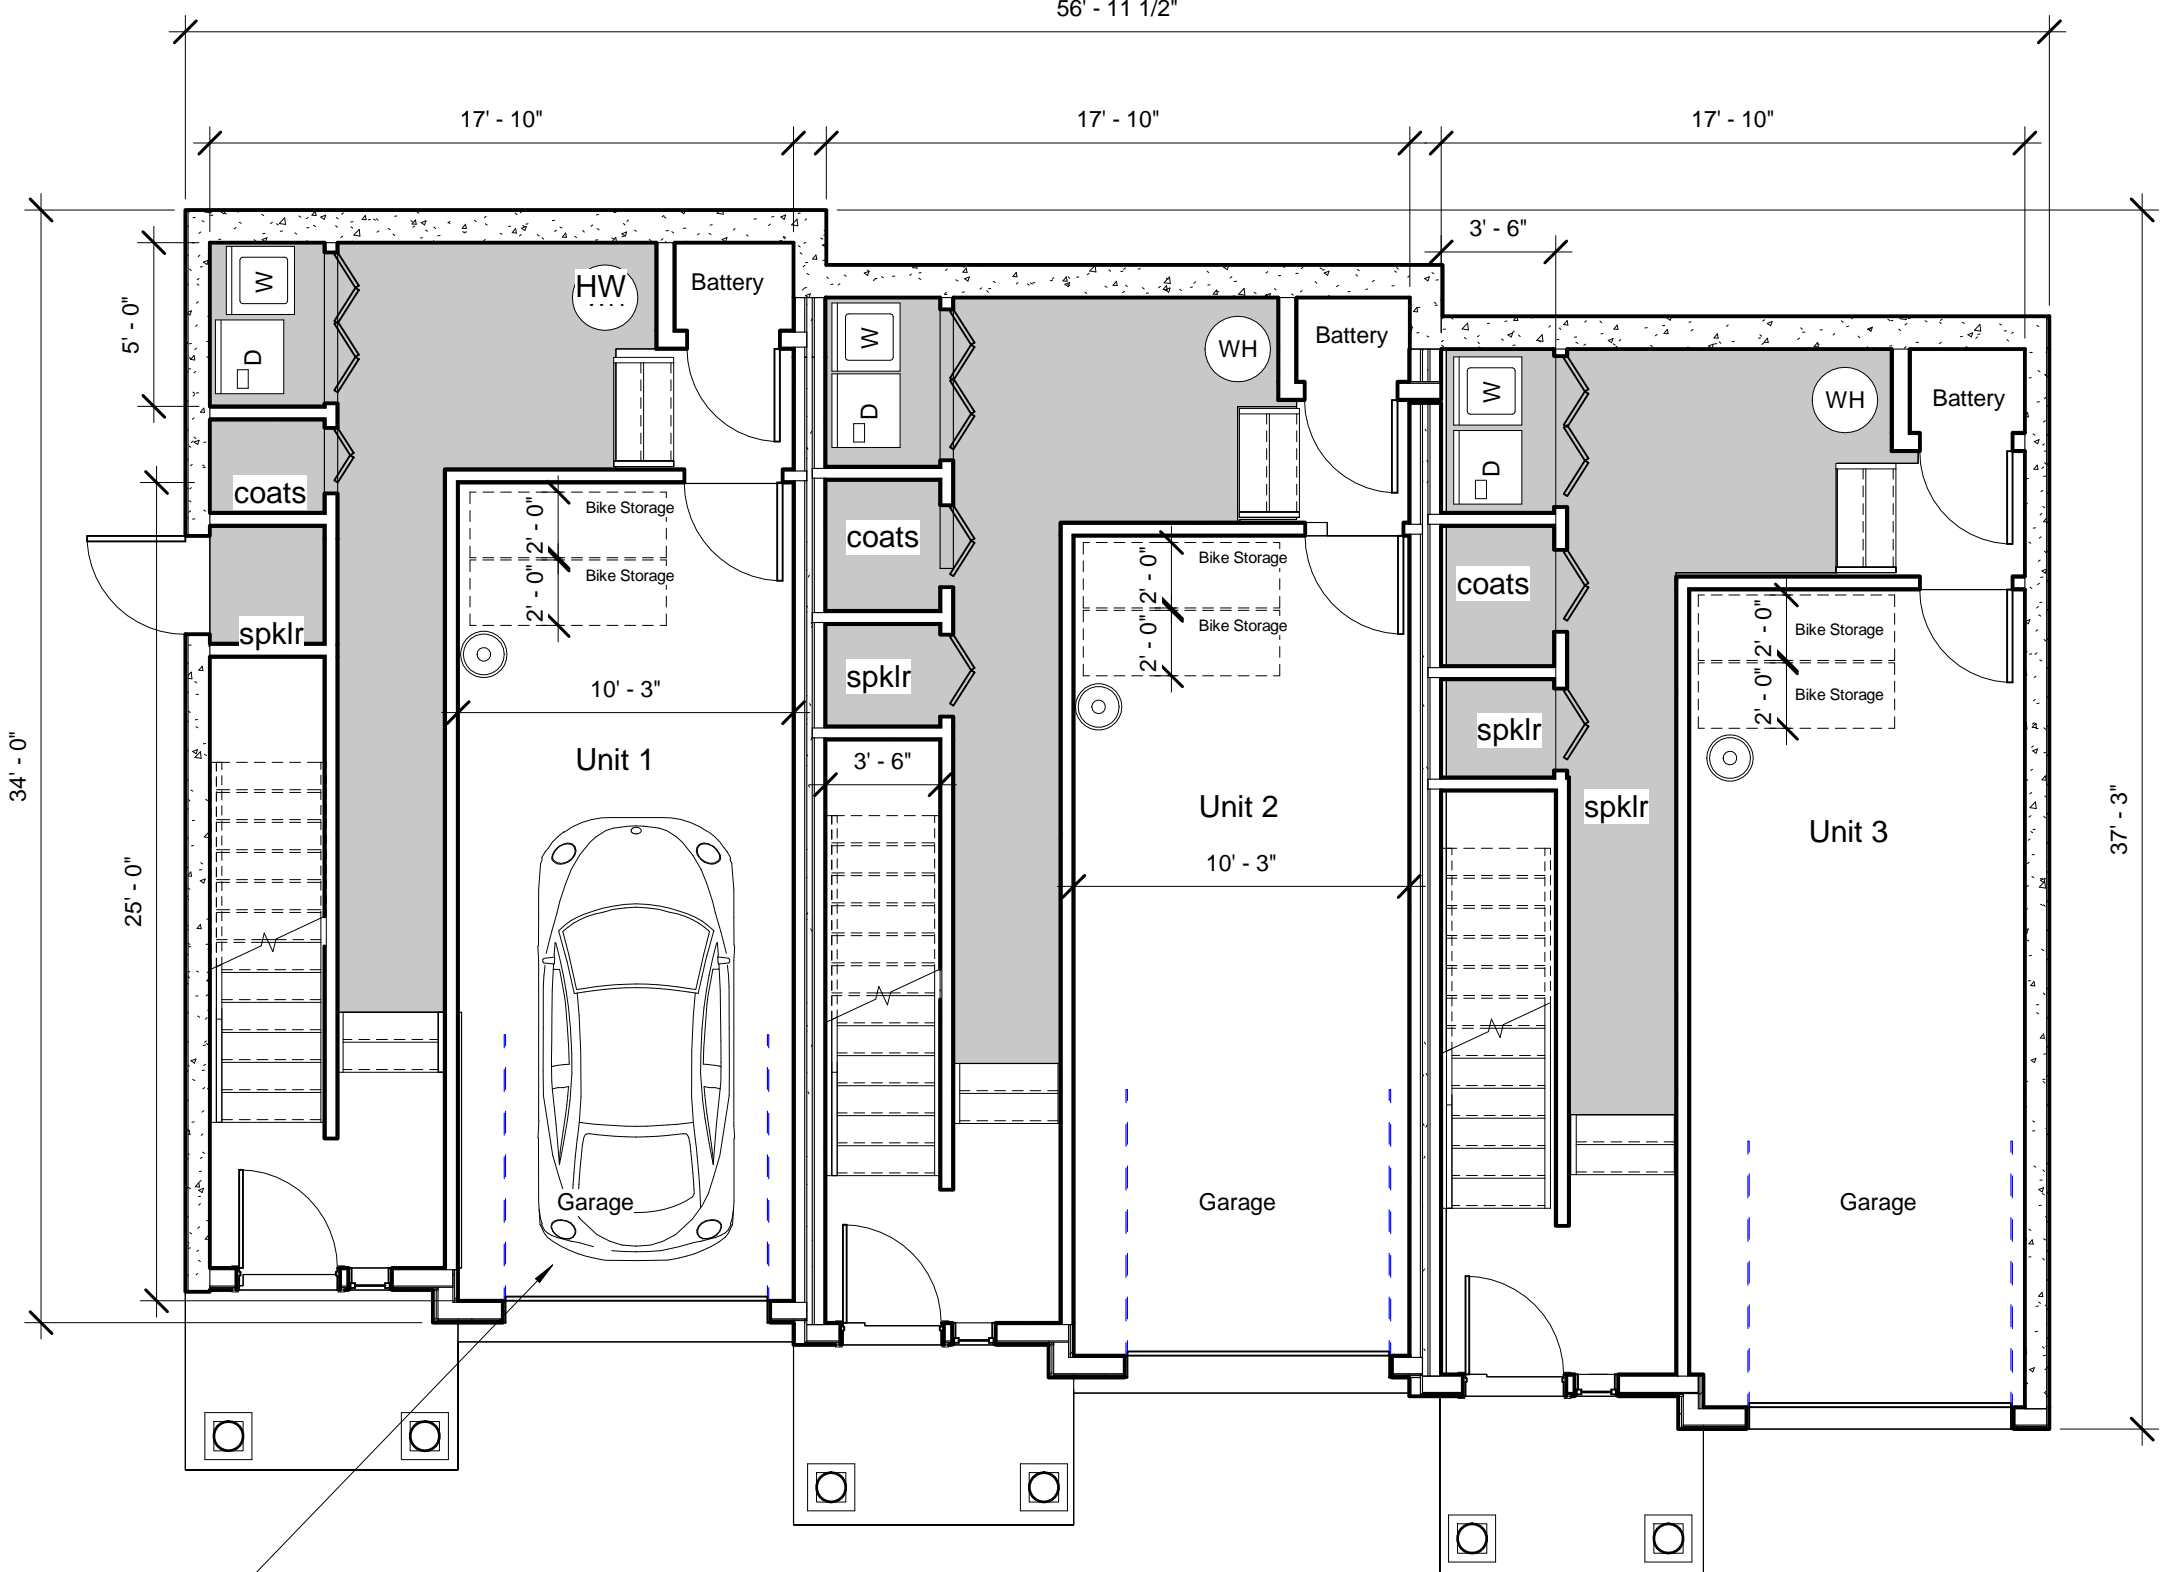 56' - 11 1/2"
17' - 10"
17' - 10"
17' - 10"
3' - 6"
5' - 0"
34' - 0"
25' - 0"
37' - 3"
W
D
HW
Battery
coats
spklr
2' - 0"
Bike Storage
2' - 0"
Bike Storage
10' - 3"
Unit 1
Garage
W
D
WH
Battery
coats
spklr
3' - 6"
2' - 0"
Bike Storage
2' - 0"
Bike Storage
Unit 2
10' - 3"
Garage
W
D
WH
Battery
coats
spklr
spklr
2' - 0"
Bike Storage
2' - 0"
Bike Storage
Unit 3
Garage